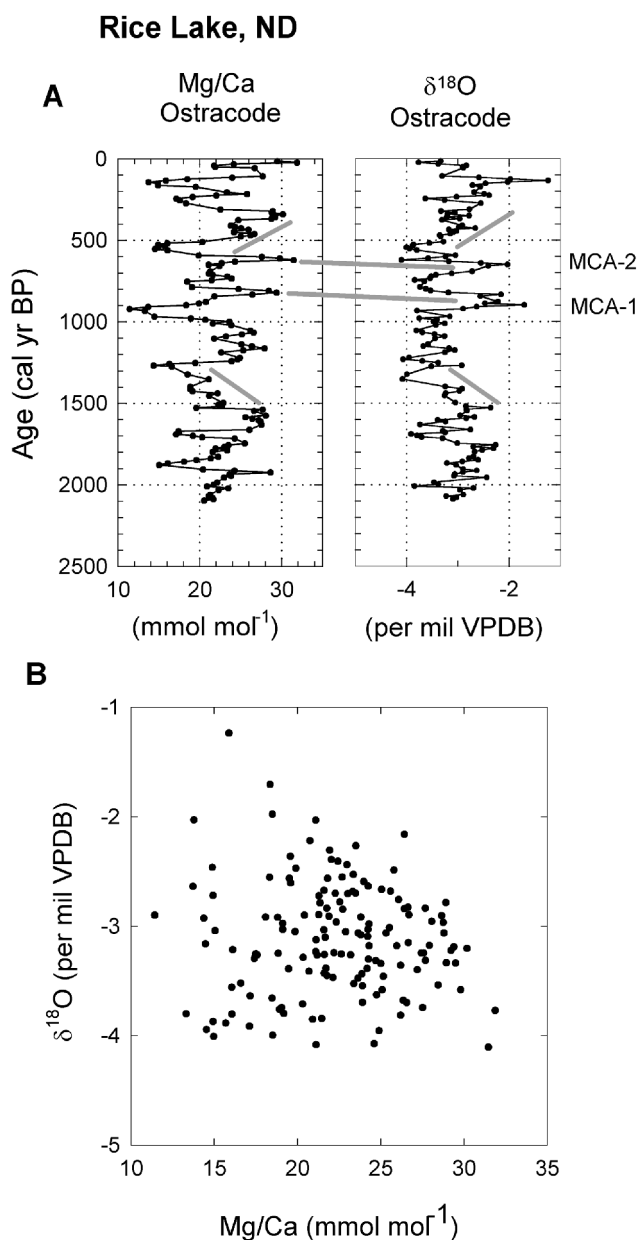 Rice Lake, ND
A
Mg/Ca
Ostracode
δ18O
Ostracode
0
500
1000
1500
2000
2500
Age (cal yr BP)
MCA-2
MCA-1
10 20 30
-4 -2
(mmol mol-1)
(per mil VPDB)
B
-1
-2
-3
-4
-5
δ18O (per mil VPDB)
10 15 20 25 30 35
Mg/Ca (mmol mol-1)